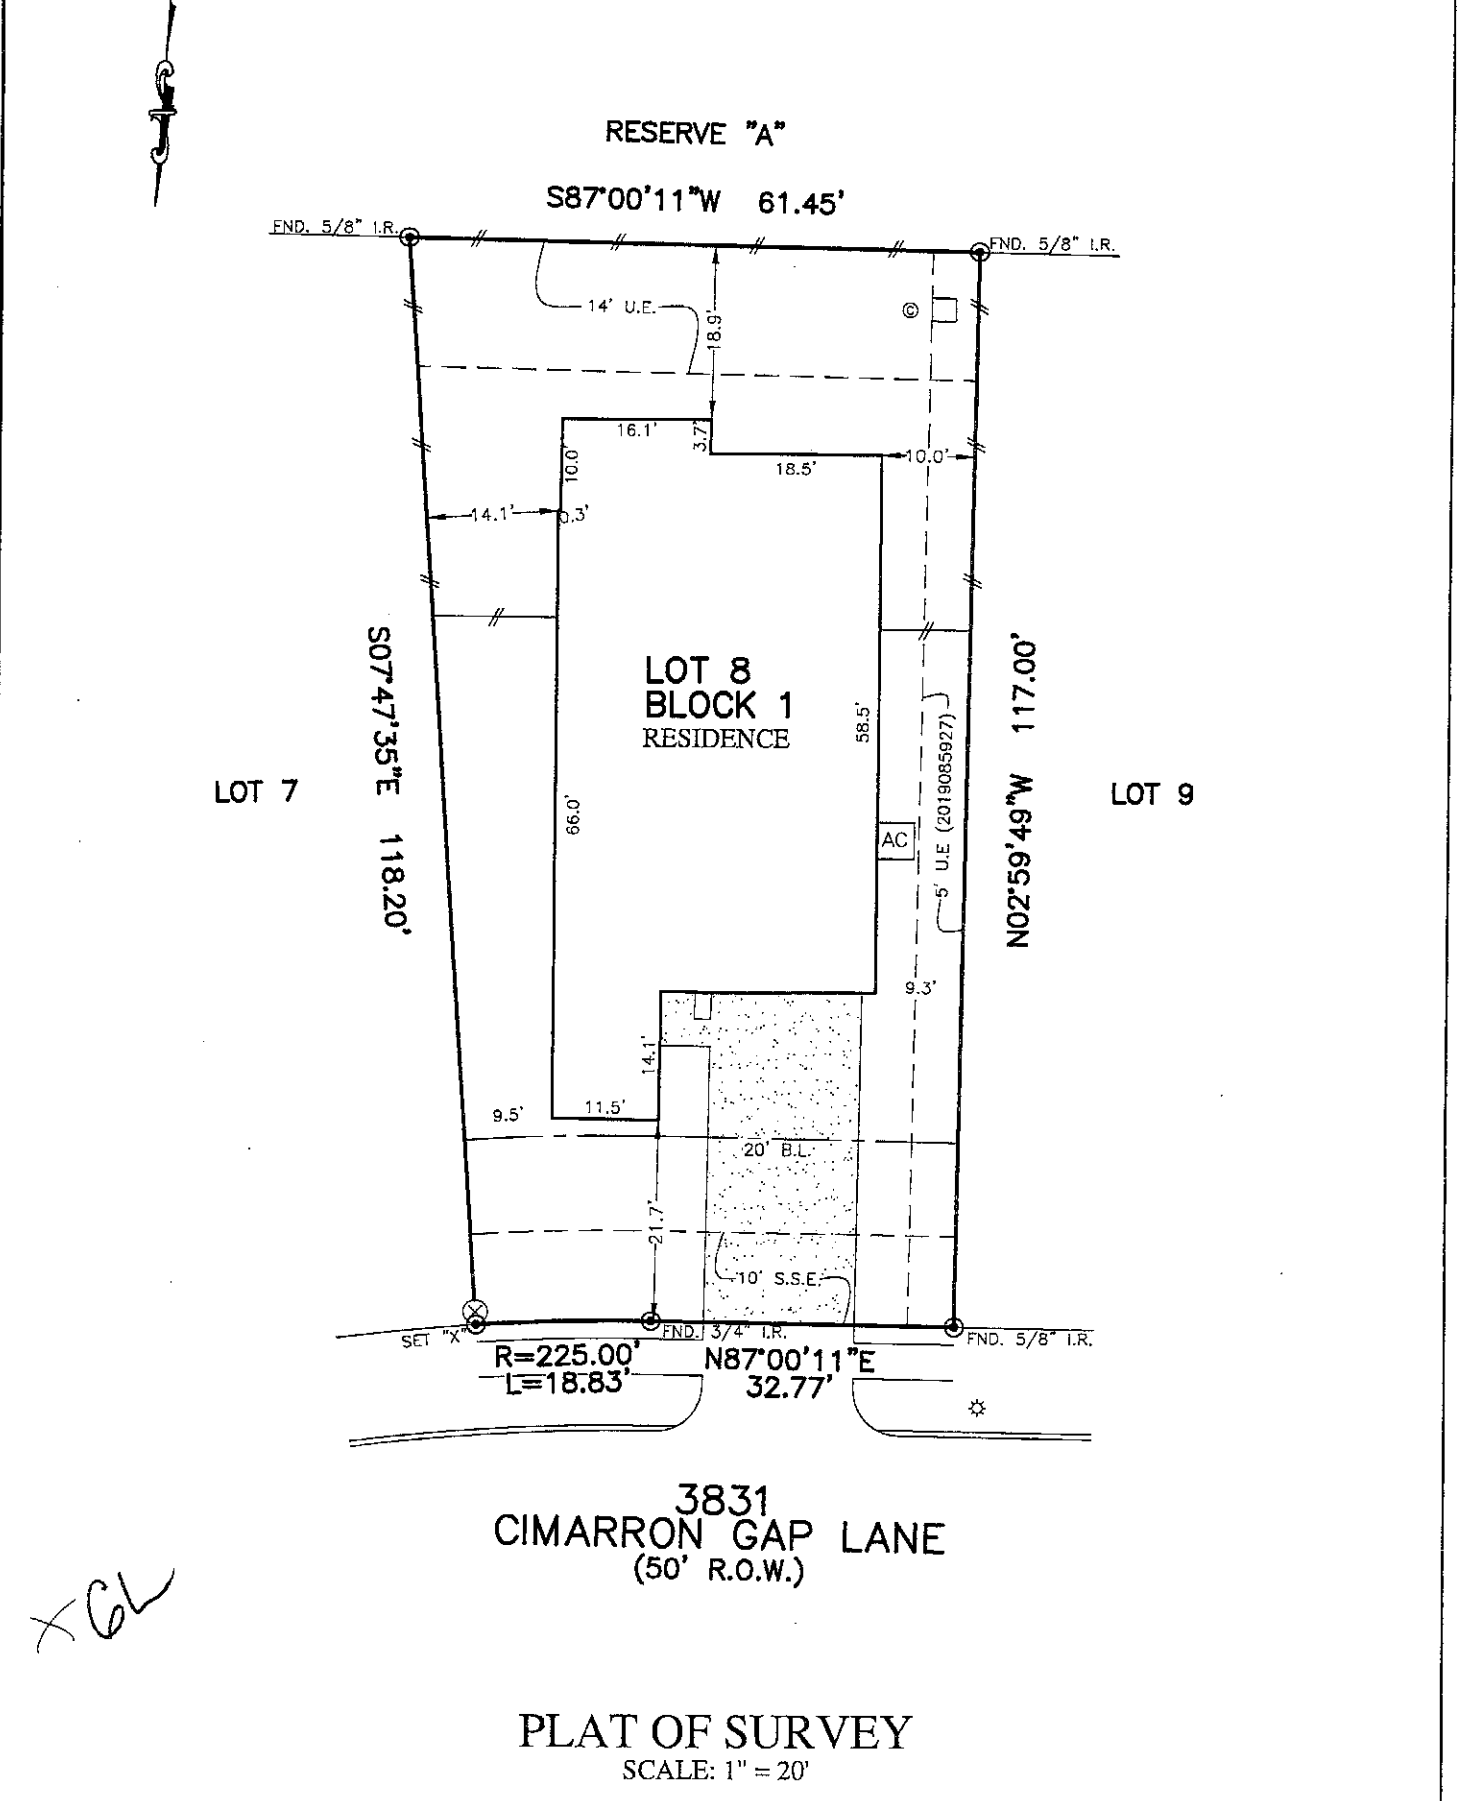 RESERVE "A"
S87°00'11"W 61.45'
FND. 5/8" I.R.
FND. 5/8" I.R.
14' U.E.
18.9'
©
16.1'
3.7'
10.0'
18.5'
10.0'
14.1'
0.3'
S07°47'35"E 118.20'
LOT 8
BLOCK 1
RESIDENCE
58.5'
5' U.E (2019085927)
N02°59'49"W 117.00'
LOT 7
LOT 9
66.0'
AC
9.3'
14.1'
9.5'
11.5'
20' B.L.
21.7'
10' S.S.E.
SET "X"
FND. 3/4" I.R.
FND. 5/8" I.R.
R=225.00'
L=18.83'
N87°00'11"E
32.77'
3831
CIMARRON GAP LANE
(50' R.O.W.)
PLAT OF SURVEY
SCALE: 1" = 20'